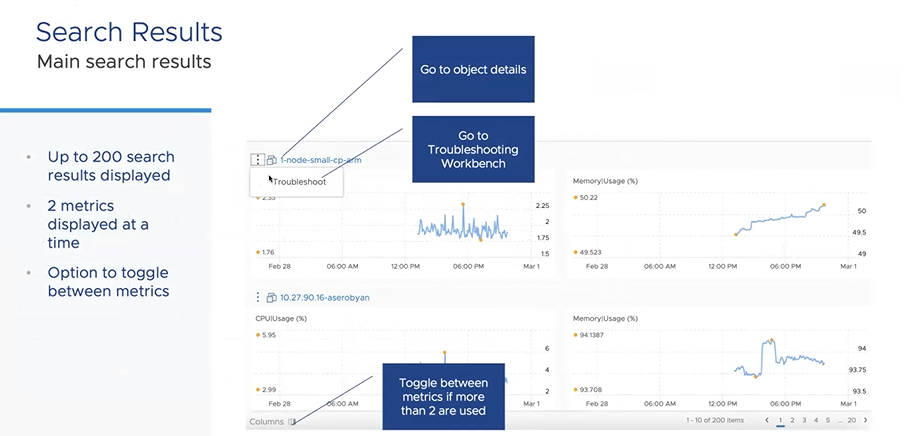 Search Results
Main search results
• Up to 200 search
results displayed
• 2 metrics
displayed at a
time
• Option to toggle
between metrics
Go to object details
Go to
Troubleshooting
Workbench
1-node-small-cp-arm
Troubleshoot
2.33
2.25
2
1.75
1.5
1.76
Feb 28 06:00 AM 12:00 PM 06:00 PM Mar 1
Memory|Usage (%)
50.22
50
49.5
49
49.523
Feb 28 06:00 AM 12:00 PM 06:00 PM Mar 1
10.27.90.16-aserobyan
CPU|Usage (%)
5.95
6
4
2
2.99
Feb 28 06:00 AM Mar 1
Memory|Usage (%)
94.1387
94
93.75
93.5
93.708
Feb 28 06:00 AM 12:00 PM 06:00 PM Mar 1
Toggle between
metrics if more
than 2 are used
Columns
1 - 10 of 200 items < 1 2 3 4 5 ... 20 >